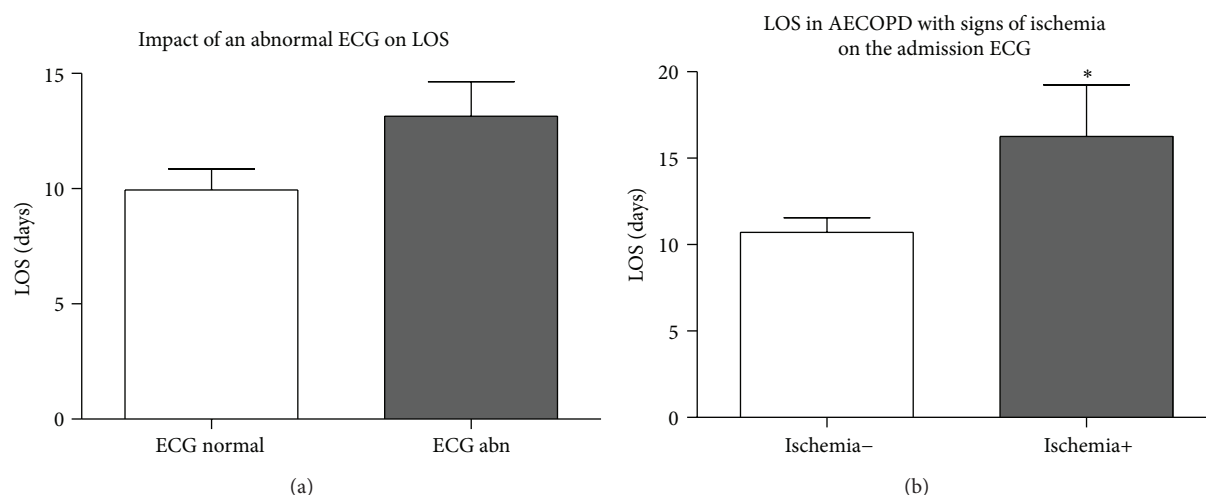 Impact of an abnormal ECG on LOS
15
10
5
0
LOS (days)
ECG normal
ECG abn
(a)
LOS in AECOPD with signs of ischemia
on the admission ECG
20
15
10
5
0
LOS (days)
*
Ischemia−
Ischemia+
(b)